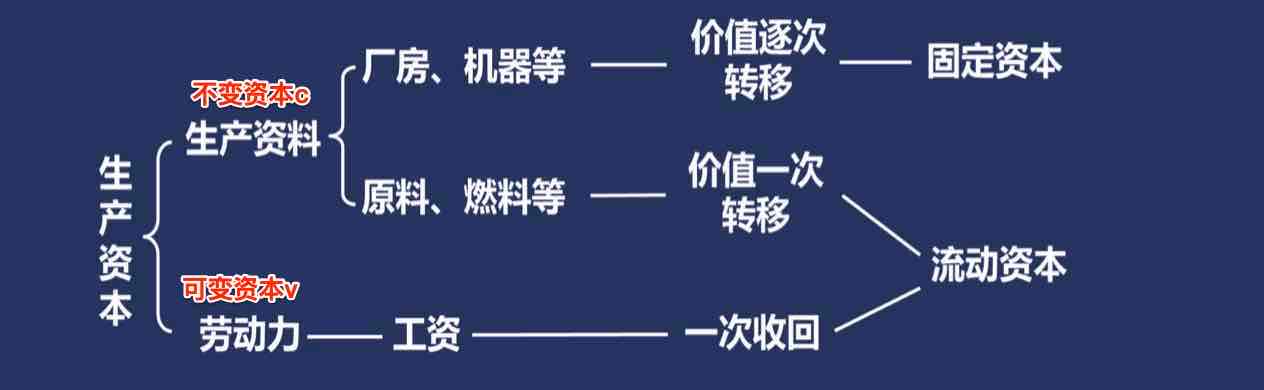 厂房、机器等
价值逐次
转移
固定资本
不变资本c
生产资料
原料、燃料等
价值一次
转移
生产资本
流动资本
可变资本v
劳动力
工资
一次收回